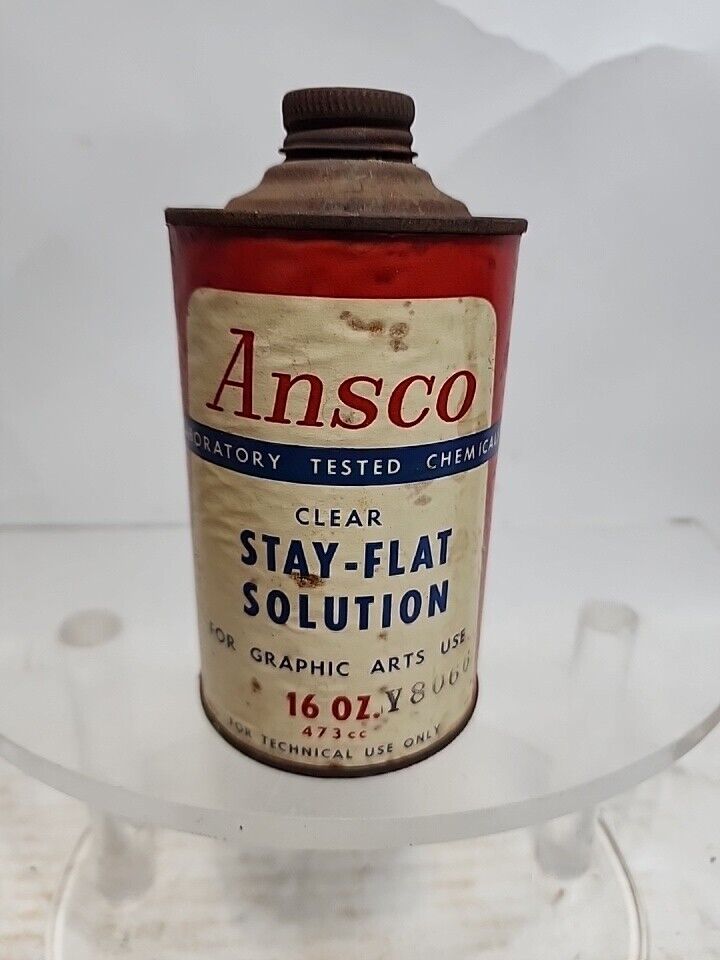 Ansco
ORATORY TESTED CHEMICAL
CLEAR
STAY-FLAT
SOLUTION
FOR GRAPHIC ARTS USE
16 OZ. Y8060
473 cc
FOR TECHNICAL USE ONLY